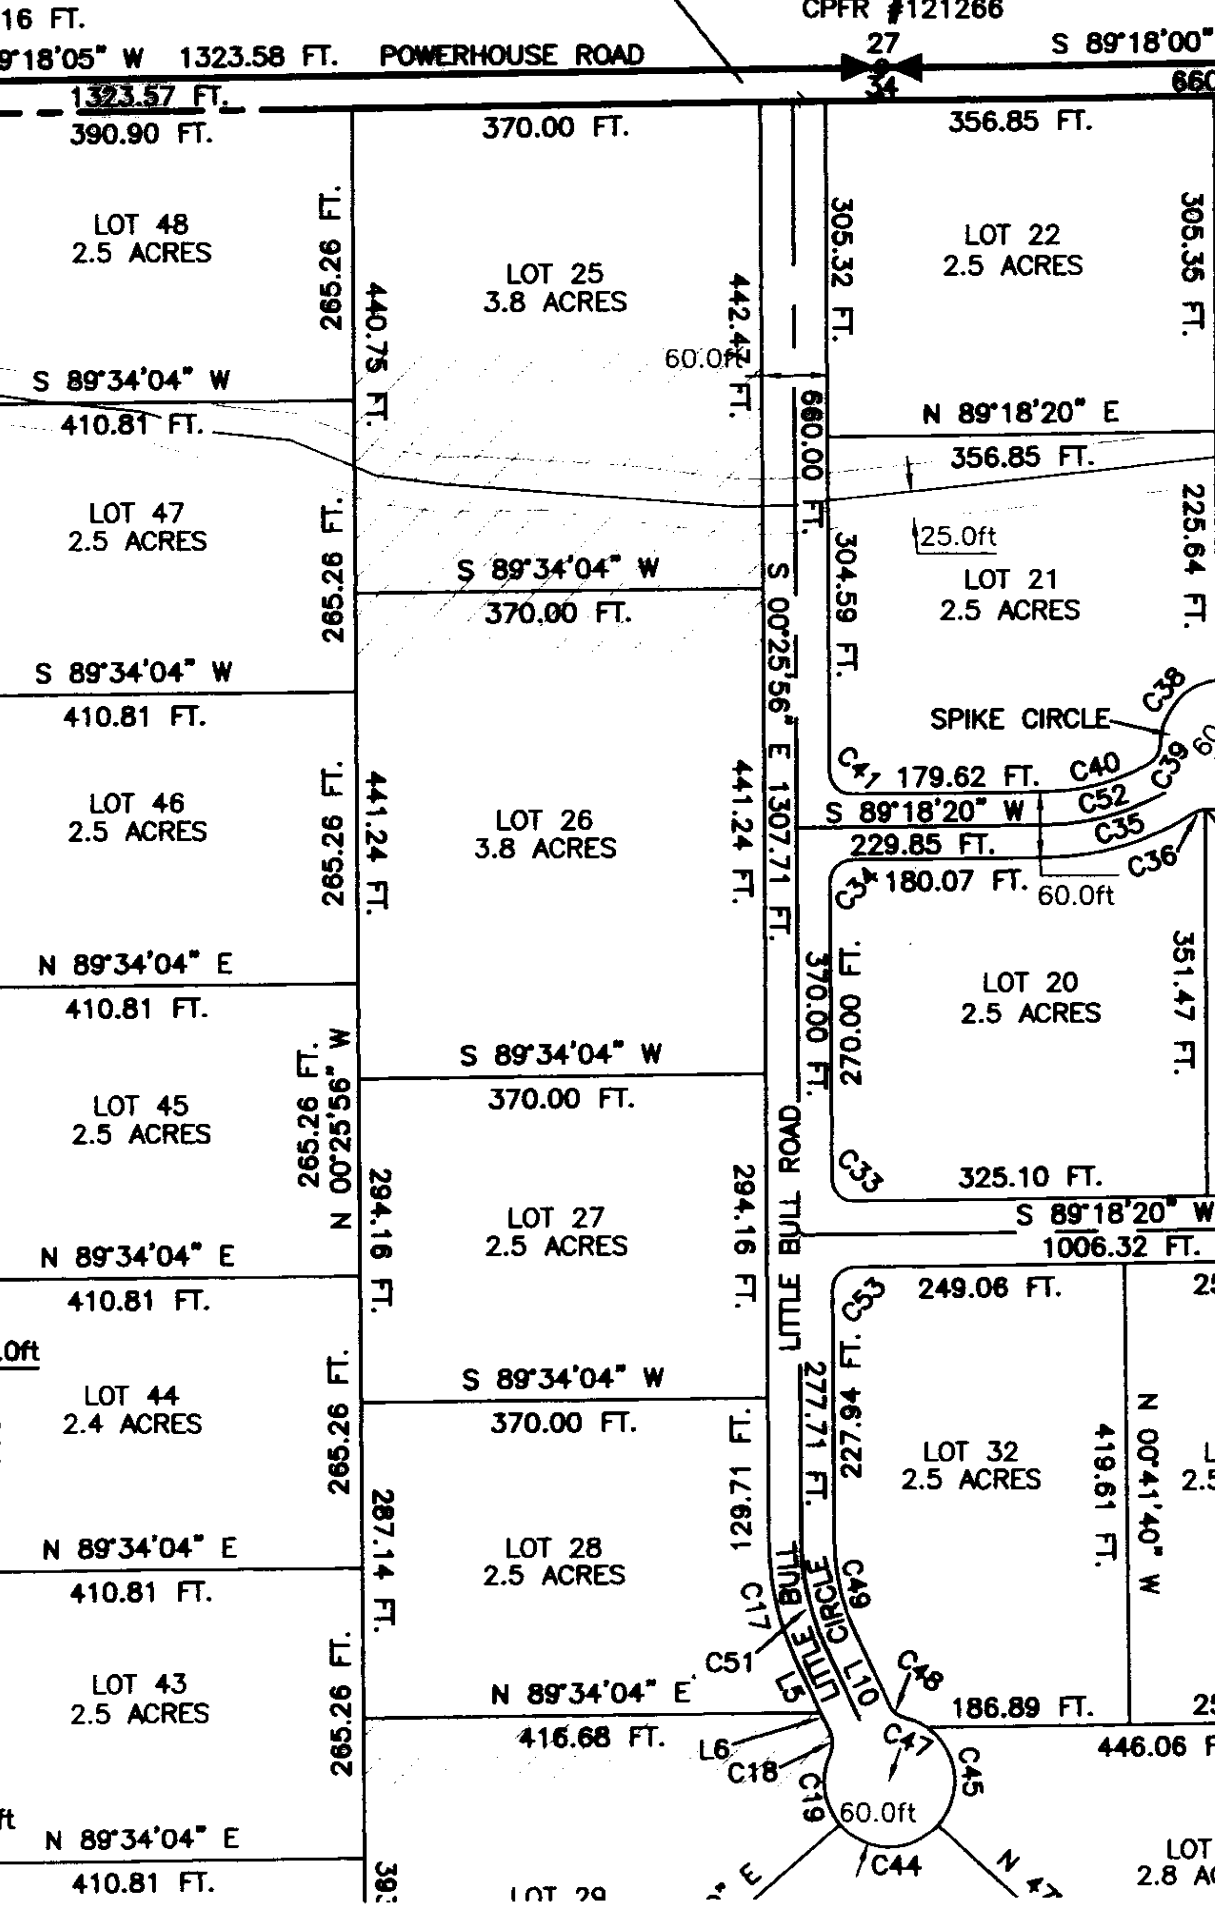 16 FT.
CPFR #121266
9°18'05" W 1323.58 FT. POWERHOUSE ROAD
27
S 89°18'00"
1323.57 FT.
34
660
390.90 FT.
370.00 FT.
356.85 FT.
LOT 48
2.5 ACRES
265.26 FT.
LOT 25
3.8 ACRES
440.75 FT.
442.47 FT.
60.0ft
305.32 FT.
LOT 22
2.5 ACRES
305.35 FT.
S 89°34'04" W
410.81 FT.
660.00 FT.
N 89°18'20" E
356.85 FT.
LOT 47
2.5 ACRES
265.26 FT.
S 89°34'04" W
370.00 FT.
25.0ft
304.59 FT.
LOT 21
2.5 ACRES
225.64 FT.
S 00°25'56" E 1307.71 FT.
S 89°34'04" W
410.81 FT.
SPIKE CIRCLE
C38
60
C39
C41
179.62 FT.
C40
S 89°18'20" W
C52
229.85 FT.
C35
C36
C34
180.07 FT.
60.0ft
LOT 46
2.5 ACRES
265.26 FT.
441.24 FT.
LOT 26
3.8 ACRES
441.24 FT.
N 89°34'04" E
410.81 FT.
370.00 FT.
270.00 FT.
LOT 20
2.5 ACRES
351.47 FT.
S 89°34'04" W
370.00 FT.
LOT 45
2.5 ACRES
265.26 FT.
N 00°25'56" W
294.16 FT.
LOT 27
2.5 ACRES
294.16 FT.
LITTLE BULL ROAD
C33
325.10 FT.
S 89°18'20" W
1006.32 FT.
N 89°34'04" E
410.81 FT.
C53
249.06 FT.
25
.0ft
LOT 44
2.4 ACRES
265.26 FT.
S 89°34'04" W
370.00 FT.
287.14 FT.
129.71 FT.
277.71 FT.
227.94 FT.
LOT 32
2.5 ACRES
419.61 FT.
N 00°41'40" W
L
2.5
N 89°34'04" E
410.81 FT.
LOT 28
2.5 ACRES
C17
LITTLE BULL
CIRCLE
C49
C51
L5
L10
C48
LOT 43
2.5 ACRES
265.26 FT.
N 89°34'04" E
416.68 FT.
186.89 FT.
25
446.06 F
L6
C18
C47
C19
C45
60.0ft
C44
ft
N 89°34'04" E
410.81 FT.
393
LOT 29
" E
N 47
LOT
2.8 AC